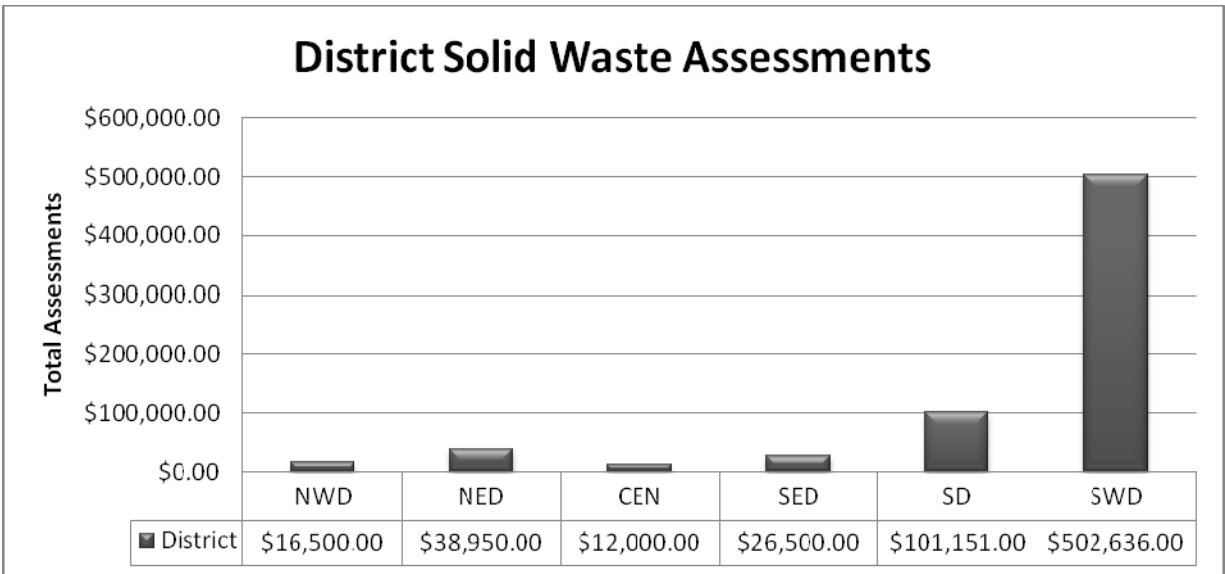 District Solid Waste Assessments
Total Assessments
$600,000.00
$500,000.00
$400,000.00
$300,000.00
$200,000.00
$100,000.00
$0.00
NWD NED CEN SED SD SWD
District $16,500.00 $38,950.00 $12,000.00 $26,500.00 $101,151.00 $502,636.00